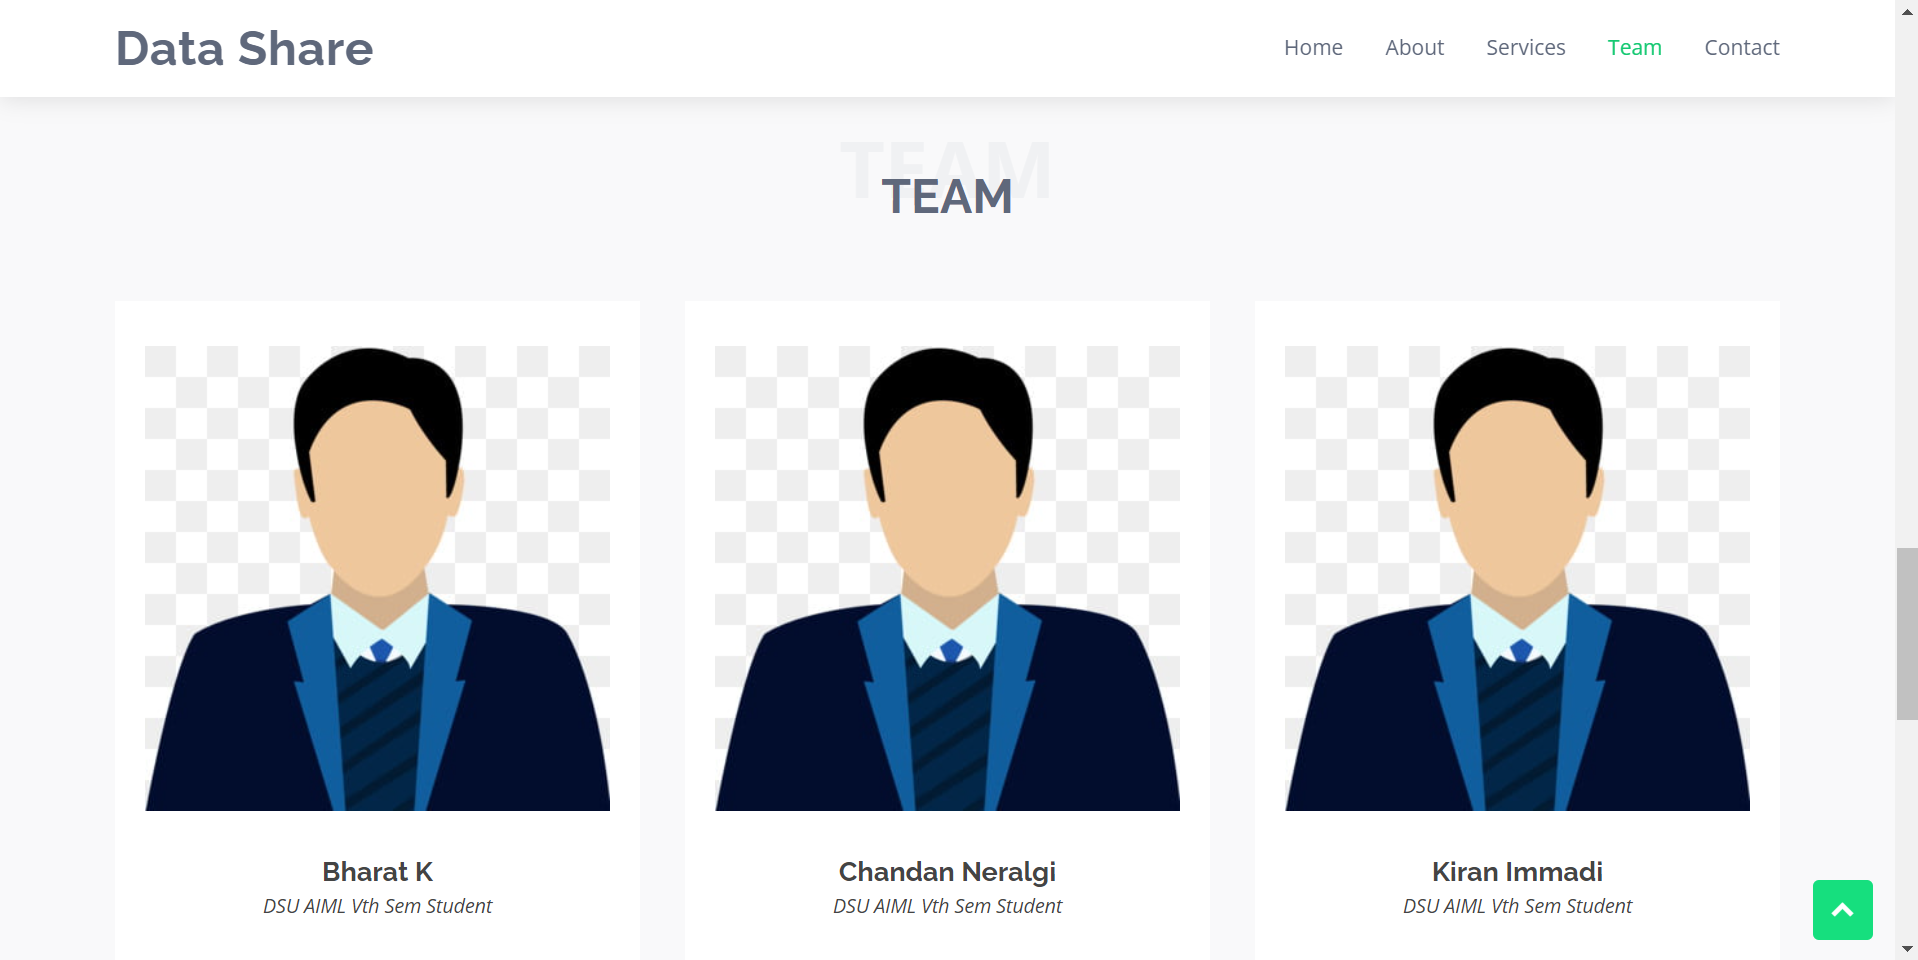 Data Share
Home About Services Team Contact
TEAM
TEAM
Bharat K
DSU AIML Vth Sem Student
Chandan Neralgi
DSU AIML Vth Sem Student
Kiran Immadi
DSU AIML Vth Sem Student